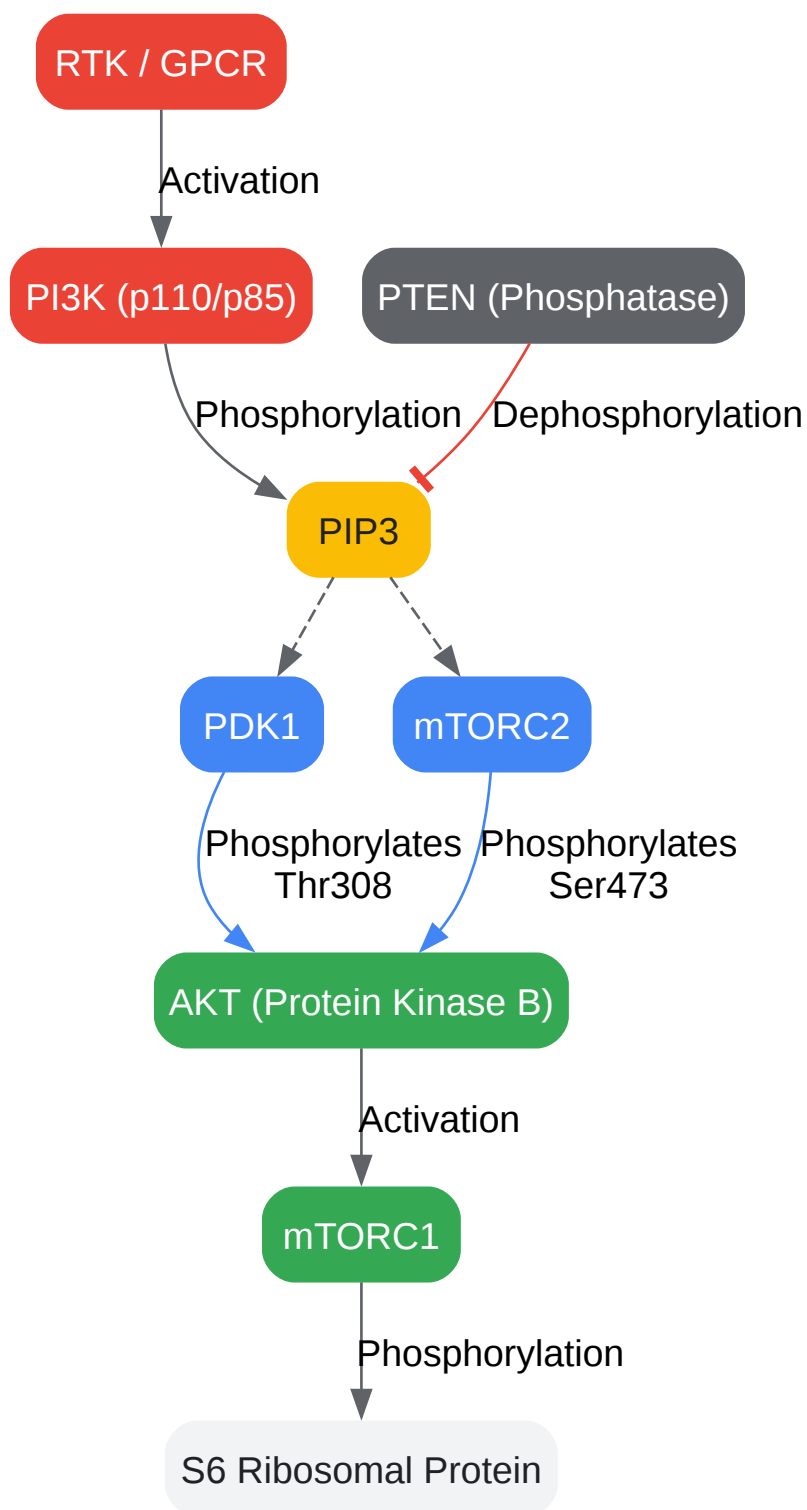 RTK / GPCR
Activation
PI3K (p110/p85)
PTEN (Phosphatase)
Phosphorylation
Dephosphorylation
PIP3
PDK1
mTORC2
Phosphorylates
Thr308
Phosphorylates
Ser473
AKT (Protein Kinase B)
Activation
mTORC1
Phosphorylation
S6 Ribosomal Protein